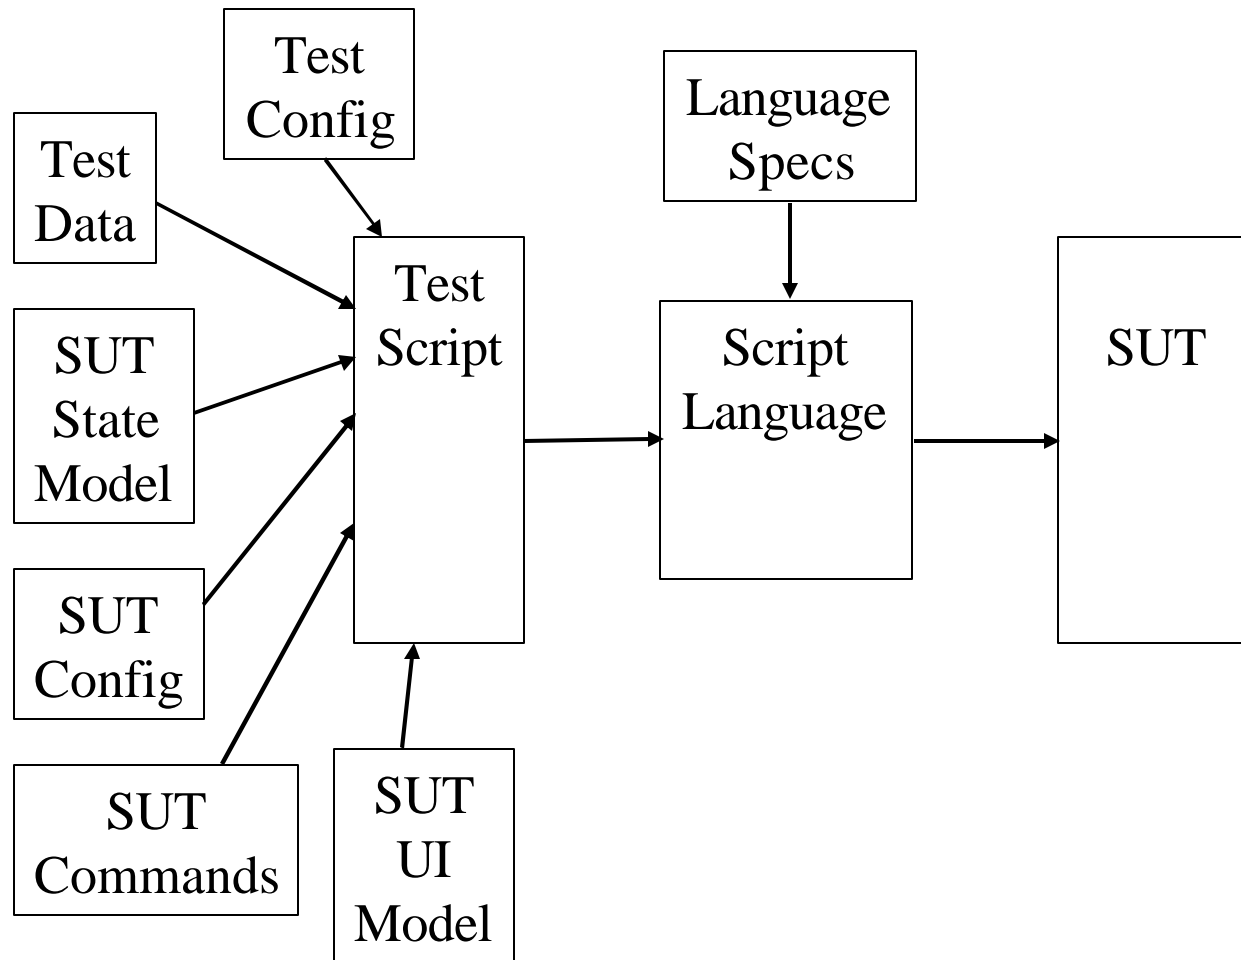 Test
Config
Language
Specs
Test
Data
Test
Script
SUT
State
Model
Script
Language
SUT
SUT
Config
SUT
Commands
SUT
UI
Model